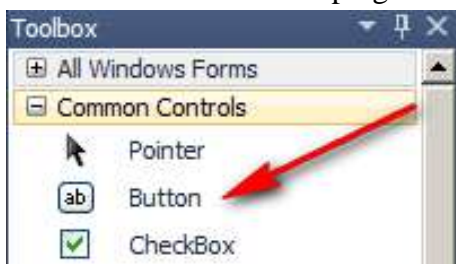 Toolbox
All Windows Forms
Common Controls
Pointer
ab Button
CheckBox